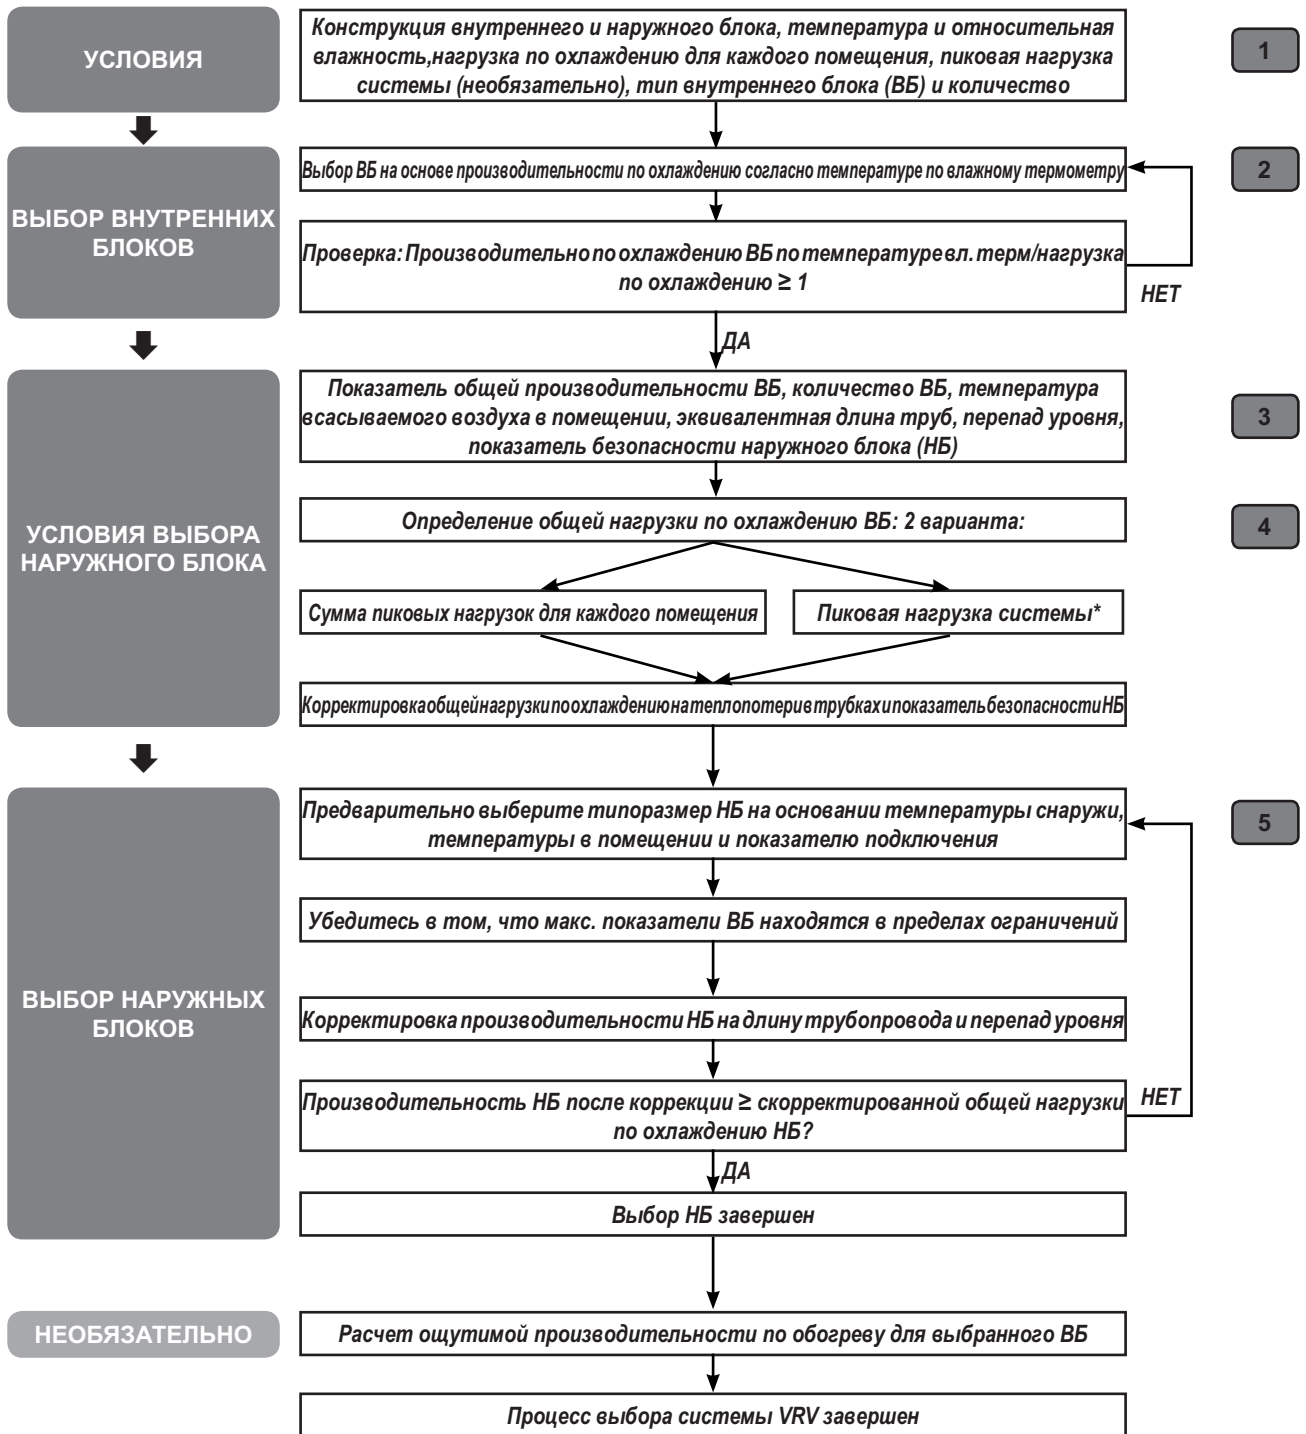 УСЛОВИЯ
Конструкция внутреннего и наружного блока, температура и относительная
влажность,нагрузка по охлаждению для каждого помещения, пиковая нагрузка
системы (необязательно), тип внутреннего блока (ВБ) и количество
1
ВЫБОР ВНУТРЕННИХ
БЛОКОВ
Выбор ВБ на основе производительности по охлаждению согласно температуре по влажному термометру
2
Проверка: Производительно по охлаждению ВБ по температуре вл. терм/нагрузка
по охлаждению ≥ 1
НЕТ
ДА
УСЛОВИЯ ВЫБОРА
НАРУЖНОГО БЛОКА
Показатель общей производительности ВБ, количество ВБ, температура
всасываемого воздуха в помещении, эквивалентная длина труб, перепад уровня,
показатель безопасности наружного блока (НБ)
3
Определение общей нагрузки по охлаждению ВБ: 2 варианта:
4
Сумма пиковых нагрузок для каждого помещения
Пиковая нагрузка системы*
Корректировка общей нагрузки по охлаждению на теплопотери в трубках и показатель безопасности НБ
ВЫБОР НАРУЖНЫХ
БЛОКОВ
Предварительно выберите типоразмер НБ на основании температуры снаружи,
температуры в помещении и показателю подключения
5
Убедитесь в том, что макс. показатели ВБ находятся в пределах ограничений
Корректировка производительности НБ на длину трубопровода и перепад уровня
Производительность НБ после коррекции ≥ скорректированной общей нагрузки
по охлаждению НБ?
НЕТ
ДА
Выбор НБ завершен
НЕОБЯЗАТЕЛЬНО
Расчет ощутимой производительности по обогреву для выбранного ВБ
Процесс выбора системы VRV завершен